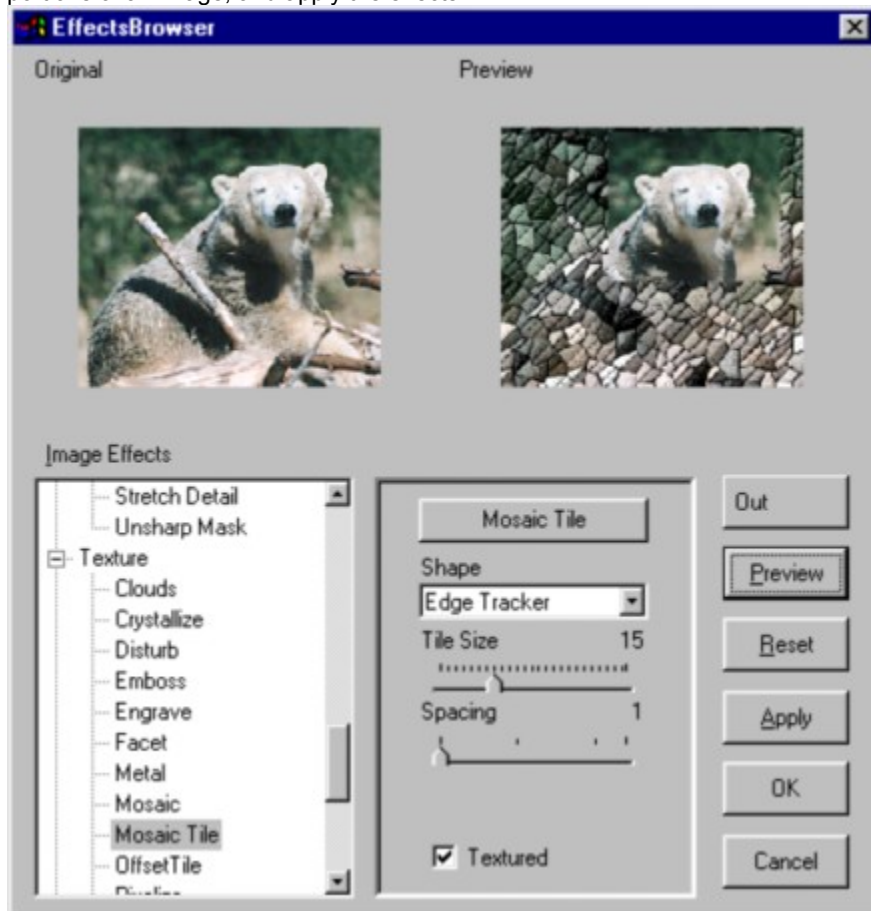 EffectsBrowser
Original Preview
Image Effects
Stretch Detail
Unsharp Mask
Texture
Clouds
Crystallize
Disturb
Emboss
Engrave
Facet
Metal
Mosaic
Mosaic Tile
OffsetTile
Mosaic Tile
Shape
Edge Tracker
Tile Size 15
Spacing 1
Textured
Out
Preview
Reset
Apply
OK
Cancel